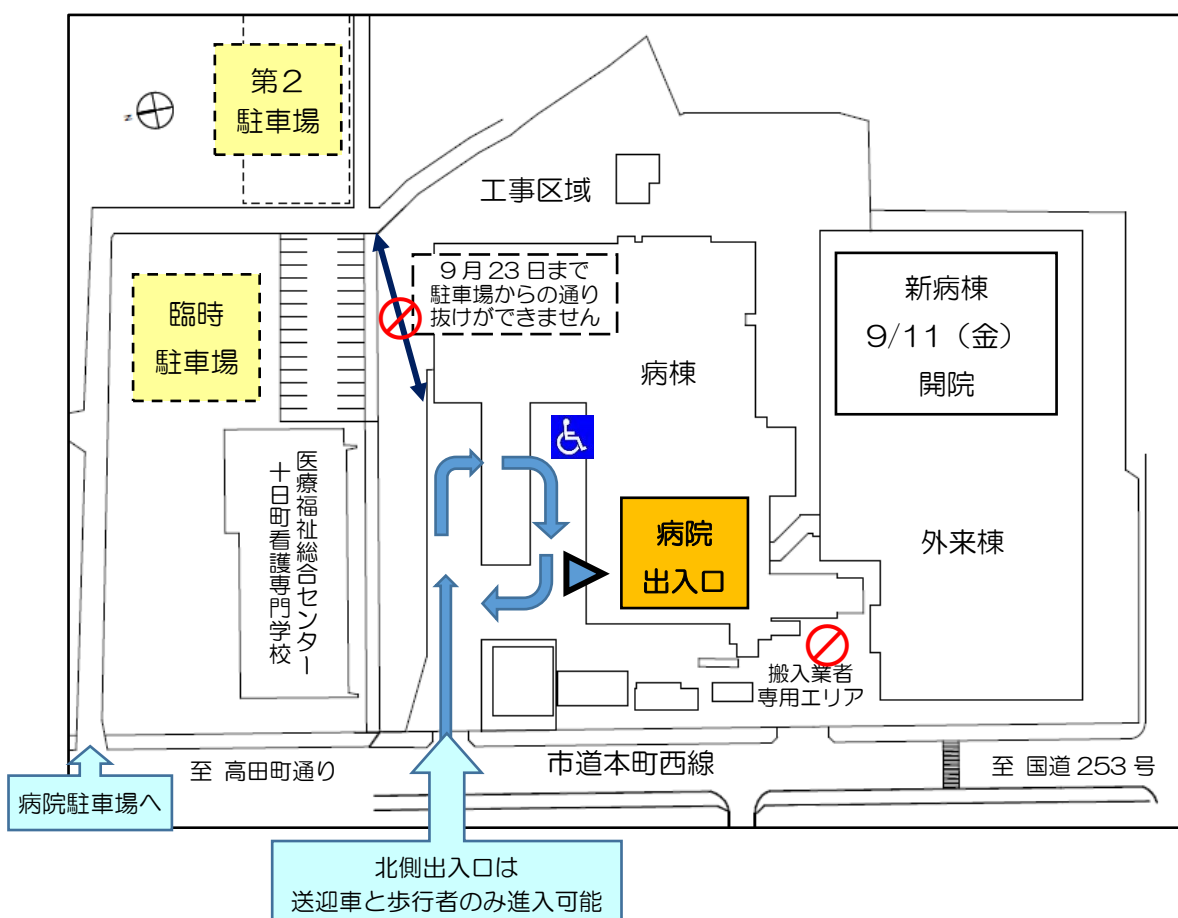 第2
駐車場
N
工事区域
9月23日まで
駐車場からの通り
抜けができません
新病棟
9/11（金）
開院
臨時
駐車場
病棟
医療福祉総合センター
十日町看護専門学校
病院
出入口
外来棟
搬入業者
専用エリア
市道本町西線
至 高田町通り
至 国道253号
病院駐車場へ
北側出入口は
送迎車と歩行者のみ進入可能